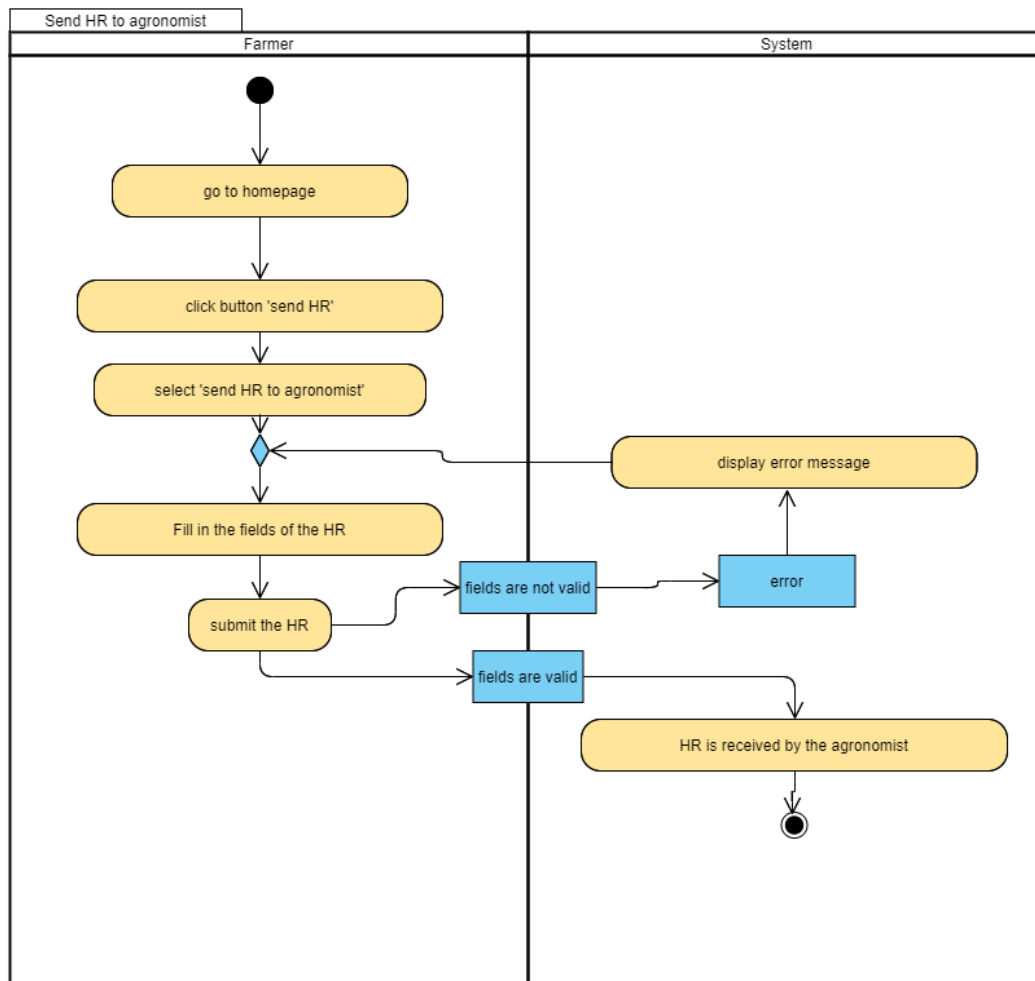 Send HR to agronomist
Farmer
System
go to homepage
click button 'send HR'
select 'send HR to agronomist'
display error message
Fill in the fields of the HR
fields are not valid
error
submit the HR
fields are valid
HR is received by the agronomist